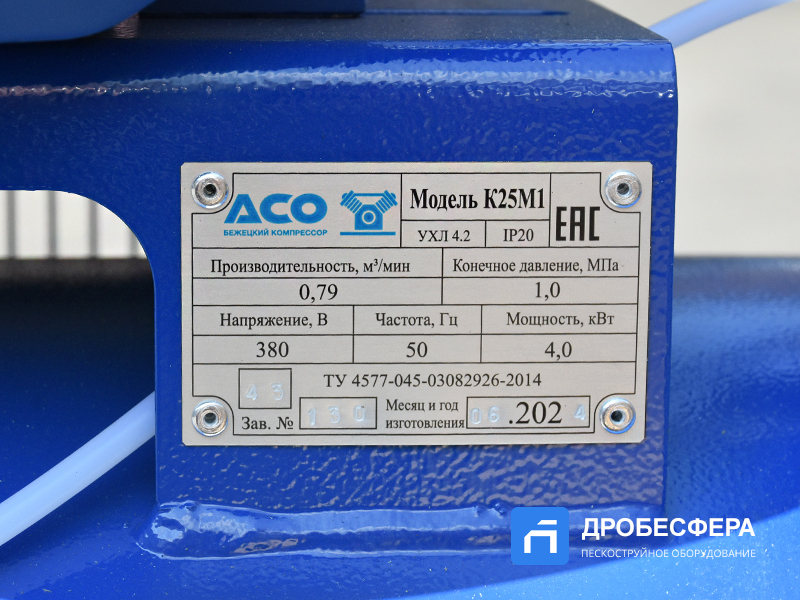 АСО
БЕЖЕЦКИЙ КОМПРЕССОР
Модель К25М1
УХЛ 4.2 IP20
ЕАС
Производительность, м³/мин Конечное давление, МПа
0,79 1,0
Напряжение, В Частота, Гц Мощность, кВт
380 50 4,0
43 ТУ 4577-045-03082926-2014
Зав. № 130 Месяц и год
изготовления 06.2024
ДРОБЕСФЕРА
ПЕСКОСТРУЙНОЕ ОБОРУДОВАНИЕ